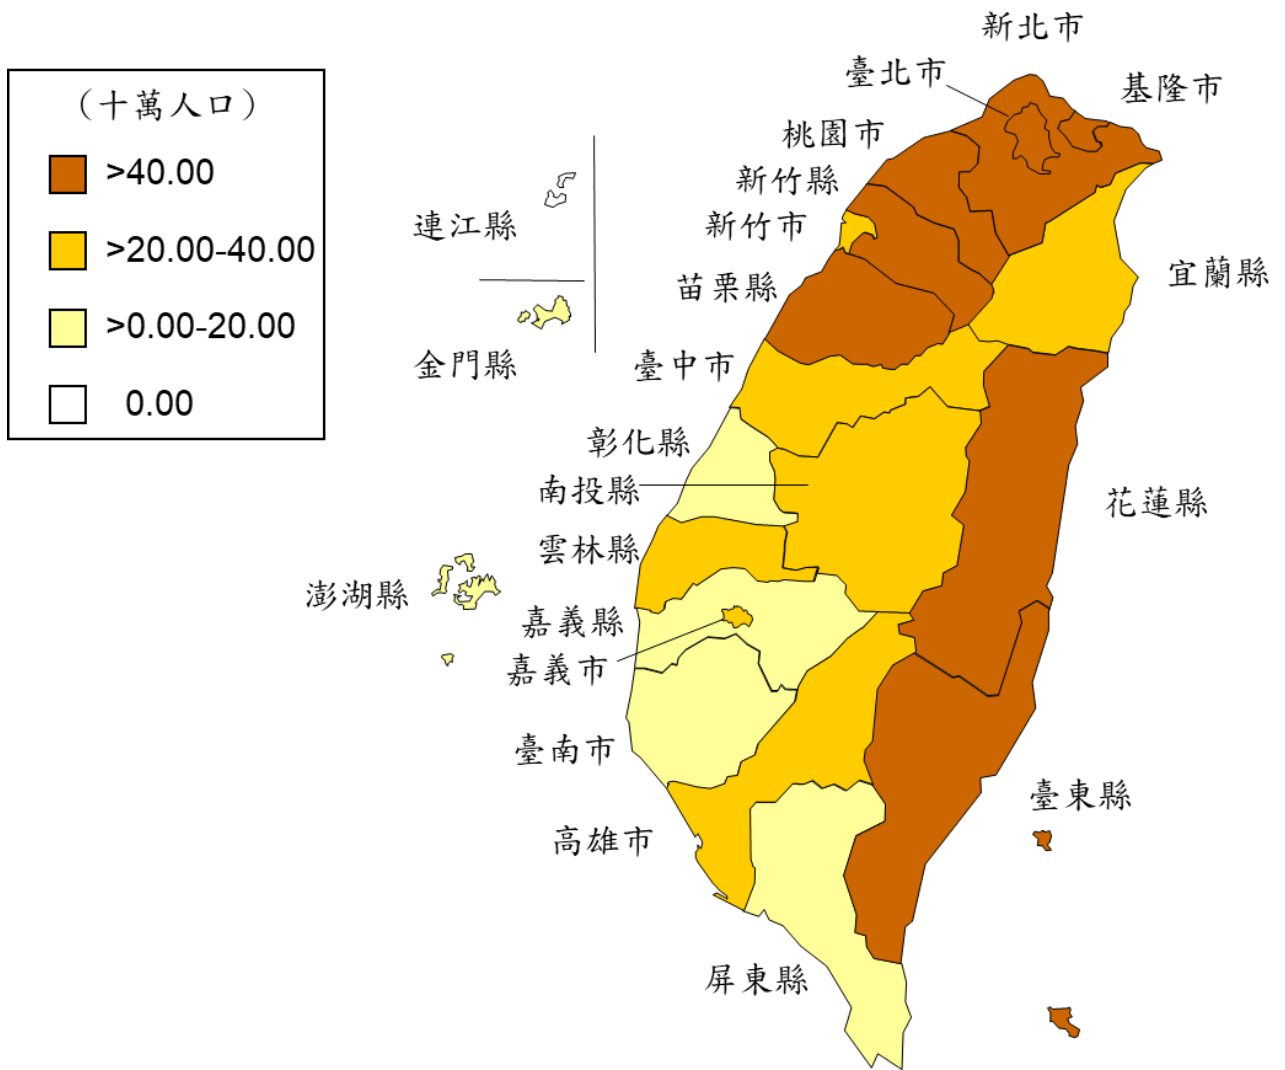 新北市
臺北市
基隆市
(十萬人口)
桃園市
>40.00
新竹縣
連江縣
新竹市
>20.00-40.00
宜蘭縣
苗栗縣
>0.00-20.00
金門縣
臺中市
0.00
彰化縣
南投縣
花蓮縣
雲林縣
澎湖縣
嘉義縣
嘉義市
臺南市
臺東縣
高雄市
屏東縣